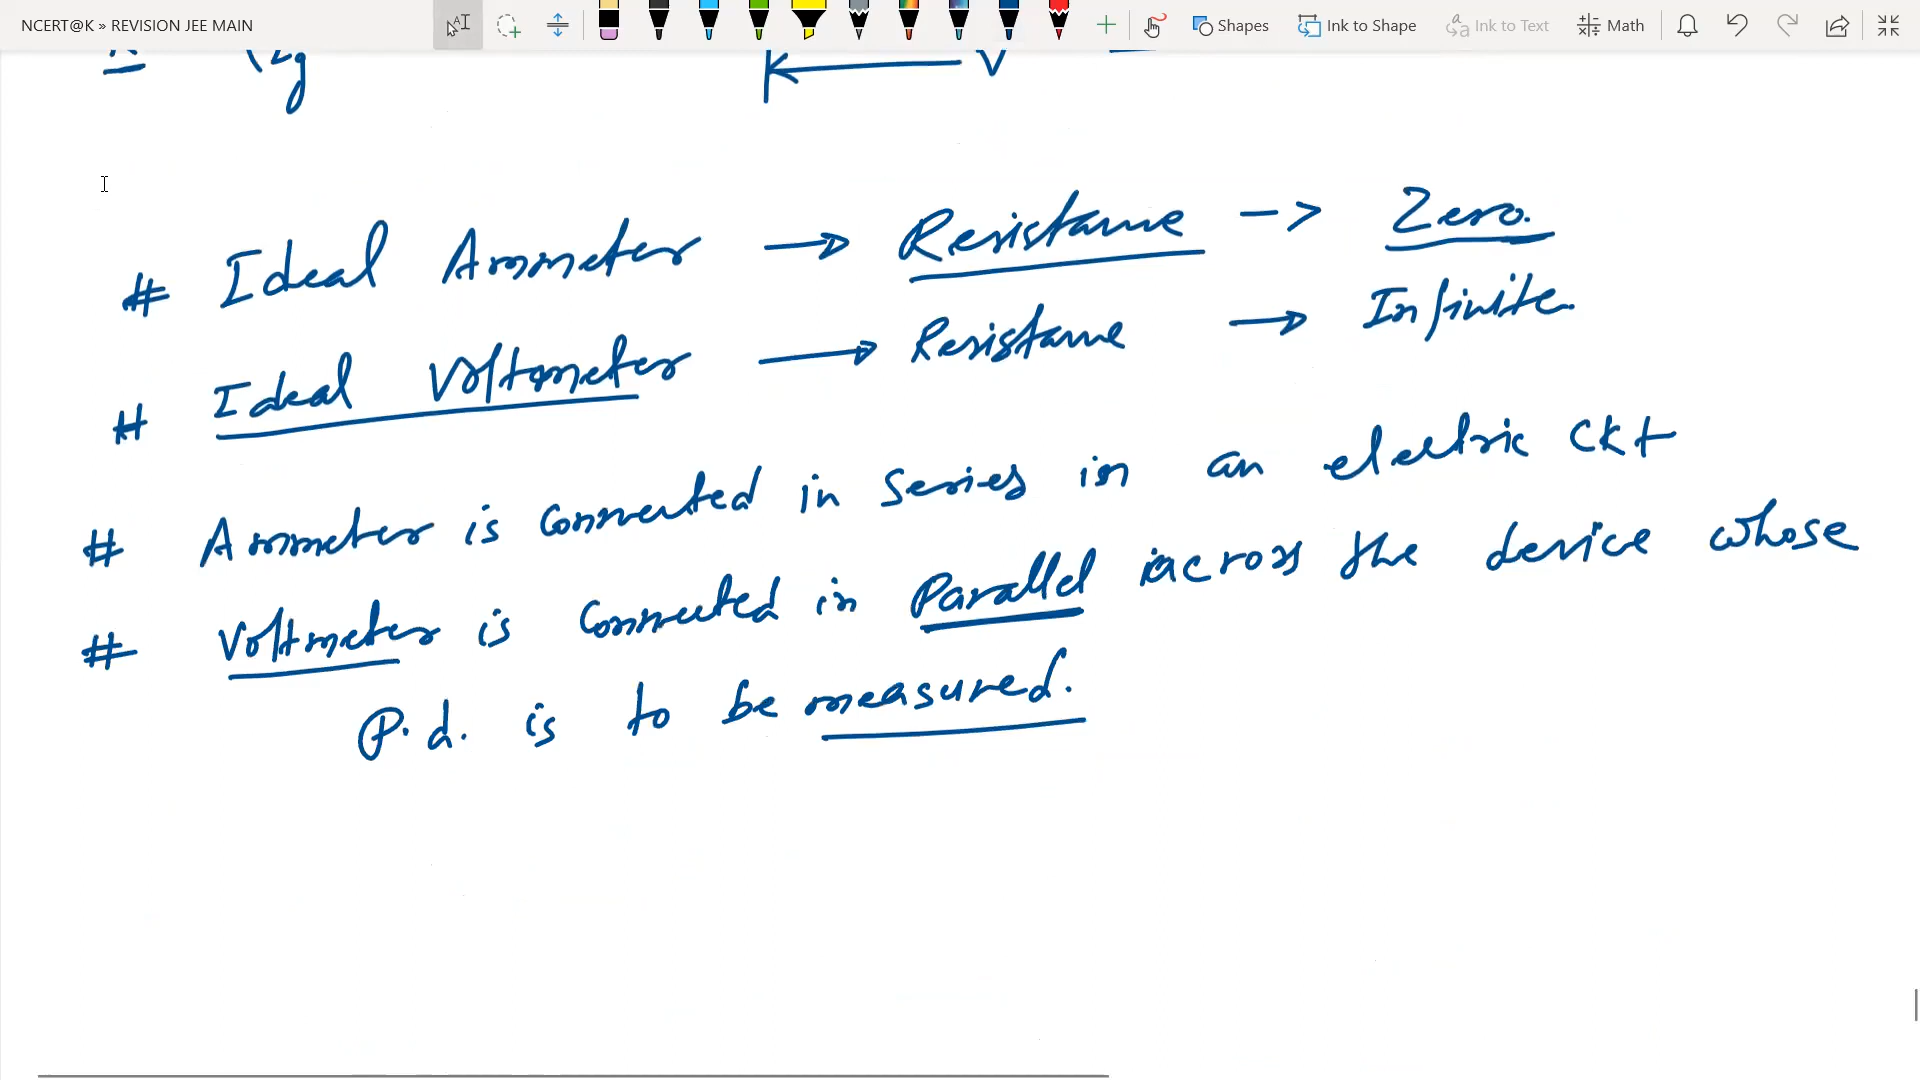 NCERT@K » REVISION JEE MAIN
Shapes
Ink to Shape
Ink to Text
Math
V
# Ideal Ammeter → Resistance -> Zero.
# Ideal Voltmeter → Resistance → Infinite.
# Ammeter is connected in series in an electric ckt
# Voltmeter is connected in Parallel across the device whose
P.d. is to be measured.